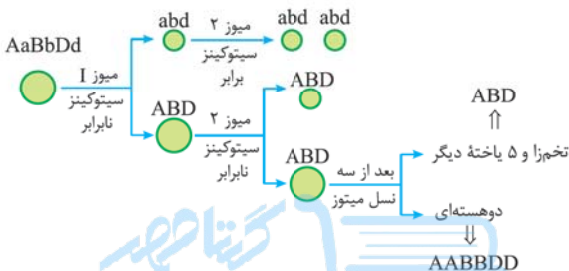 AaBbDd
میوز I
سیتوکینز
نابرابر
abd
میوز ۲
سیتوکینز
برابر
abd abd
ABD
میوز ۲
سیتوکینز
نابرابر
ABD
ABD
بعد از سه
نسل میتوز
ABD
⇑
تخم‌زا و ۵ یاختهٔ دیگر
دوهسته‌ای
⇓
AABBDD